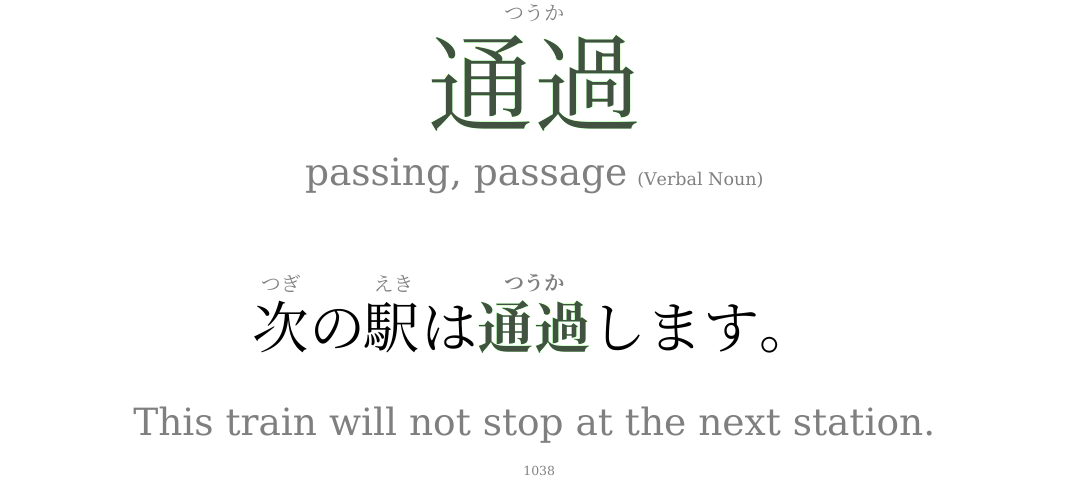 つうか
通過
passing, passage (Verbal Noun)
つぎ えき つうか
次の駅は通過します。
This train will not stop at the next station.
1038